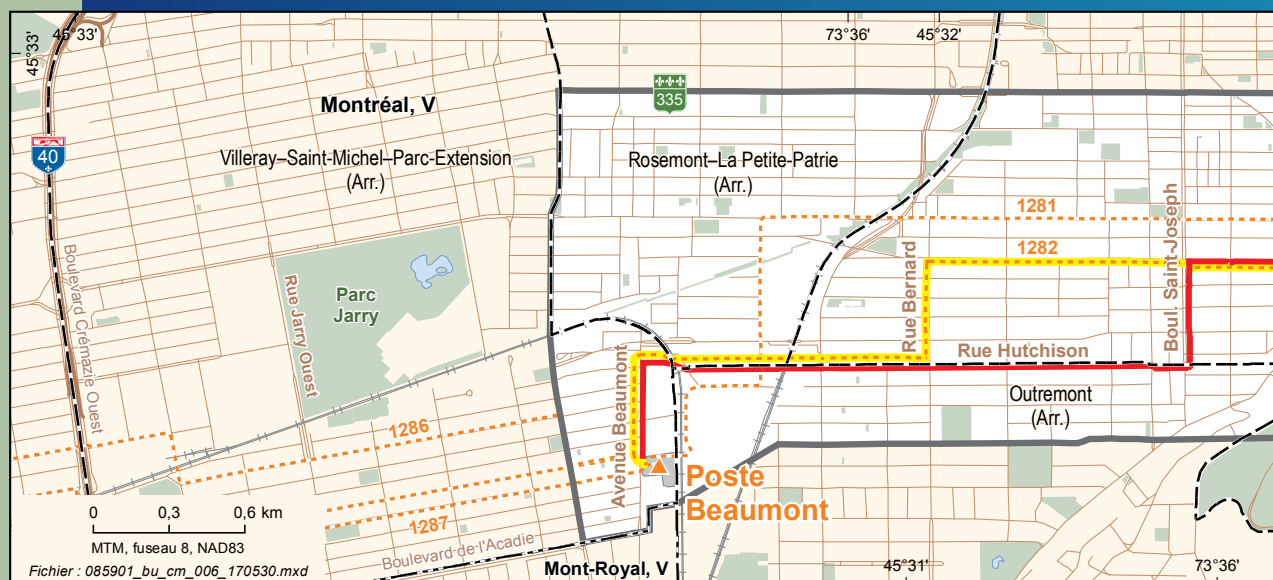 45°33'
45°33'
73°36'
45°32'
335
Montréal, V
40
Villeray–Saint-Michel–Parc-Extension
(Arr.)
Rosemont–La Petite-Patrie
(Arr.)
1281
1282
Boulevard Crémazie Ouest
Rue Jarry Ouest
Parc
Jarry
Rue Bernard
Boul. Saint-Joseph
Rue Hutchison
Avenue Beaumont
Outremont
(Arr.)
1286
Poste
Beaumont
1287
0 0,3 0,6 km
MTM, fuseau 8, NAD83
Boulevard de l'Acadie
Fichier : 085901_bu_cm_006_170530.mxd
Mont-Royal, V
45°31'
73°36'